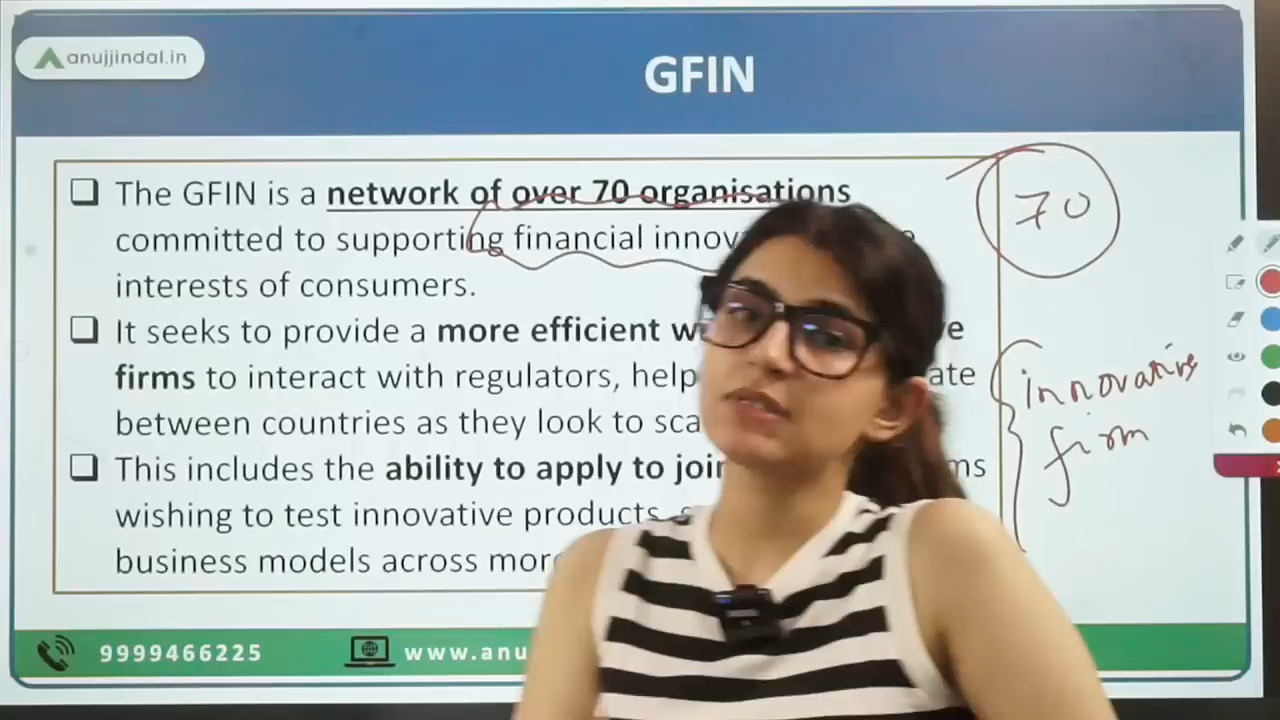 anujjindal.in
GFIN
❑ The GFIN is a network of over 70 organisations
committed to supporting financial innov
interests of consumers.
❑ It seeks to provide a more efficient w ve
firms to interact with regulators, help ate
between countries as they look to sca
❑ This includes the ability to apply to join ms
wishing to test innovative products,
business models across mor
70
innovative
firm
9999466225
www.anu